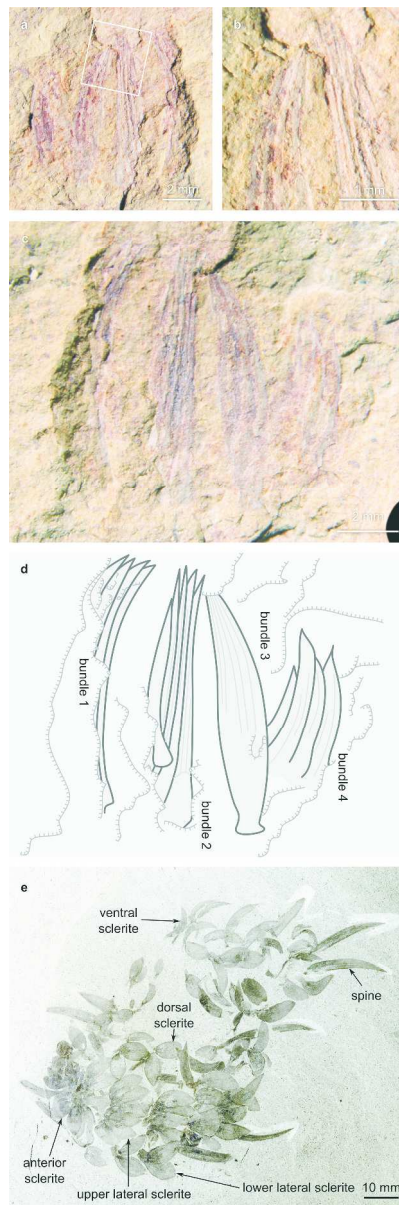 a
b
2 mm
1 mm
c
2 mm
d
bundle 1
bundle 2
bundle 3
bundle 4
e
ventral
sclerite
spine
dorsal
sclerite
anterior
sclerite
upper lateral sclerite
lower lateral sclerite
10 mm